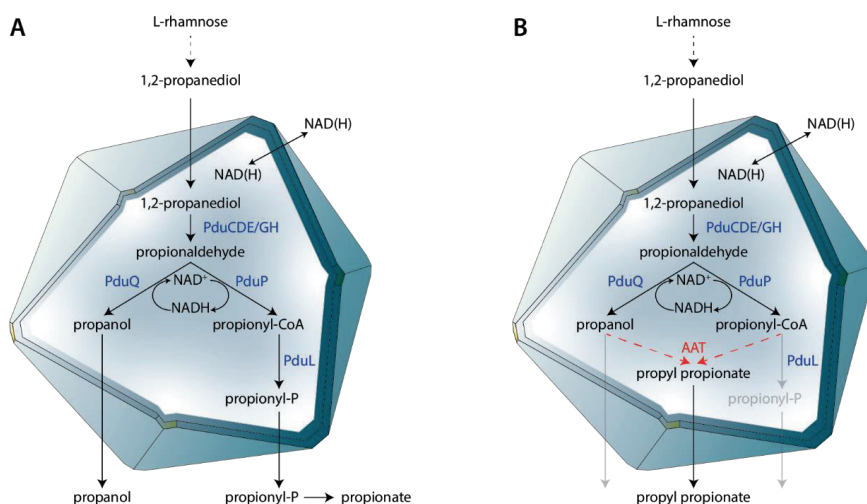 A
L-rhamnose
1,2-propanediol
NAD(H)
NAD(H)
1,2-propanediol
PduCDE/GH
propionaldehyde
PduQ NAD⁺ PduP
NADH
propanol propionyl-CoA
PduL
propionyl-P
propanol propionyl-P propionate
B
L-rhamnose
1,2-propanediol
NAD(H)
NAD(H)
1,2-propanediol
PduCDE/GH
propionaldehyde
PduQ NAD⁺ PduP
NADH
propanol propionyl-CoA
AAT
PduL
propyl propionate
propionyl-P
propyl propionate